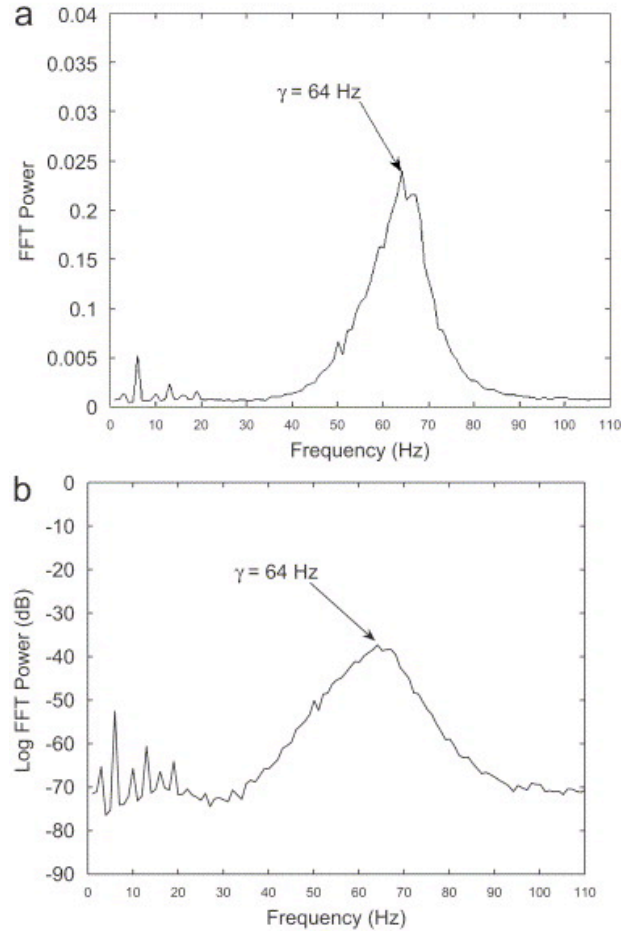 a
0.04
0.035
0.03
γ = 64 Hz
0.025
FFT Power
0.2
0.15
0.1
0.005
0
0 10 20 30 40 50 60 70 80 90 100 110
Frequency (Hz)
b
0
-10
-20
γ = 64 Hz
-30
Log FFT Power (dB)
-40
-50
-60
-70
-80
-90
0 10 20 30 40 50 60 70 80 90 100 110
Frequency (Hz)